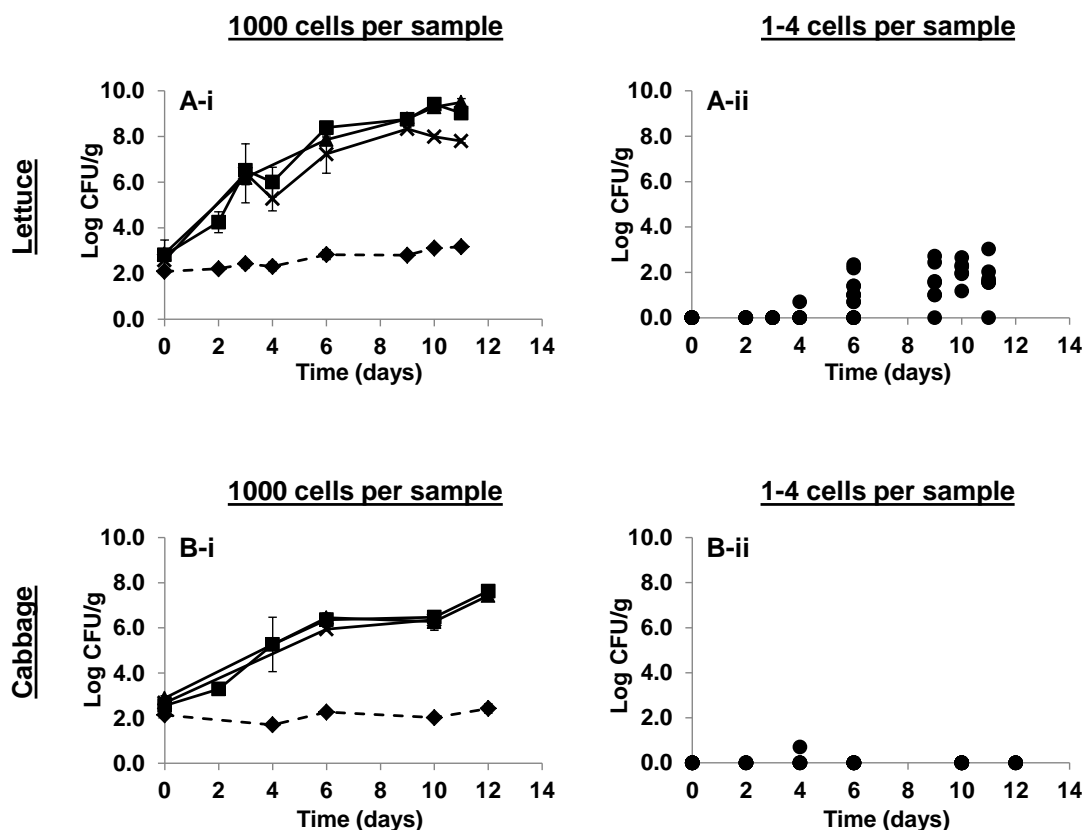 1000 cells per sample
1-4 cells per sample
Lettuce
A-i
Log CFU/g
10.0
8.0
6.0
4.0
2.0
0.0
0 2 4 6 8 10 12 14
Time (days)
A-ii
Log CFU/g
10.0
8.0
6.0
4.0
2.0
0.0
0 2 4 6 8 10 12 14
Time (days)
1000 cells per sample
1-4 cells per sample
Cabbage
B-i
Log CFU/g
10.0
8.0
6.0
4.0
2.0
0.0
0 2 4 6 8 10 12 14
Time (days)
B-ii
Log CFU/g
10.0
8.0
6.0
4.0
2.0
0.0
0 2 4 6 8 10 12 14
Time (days)